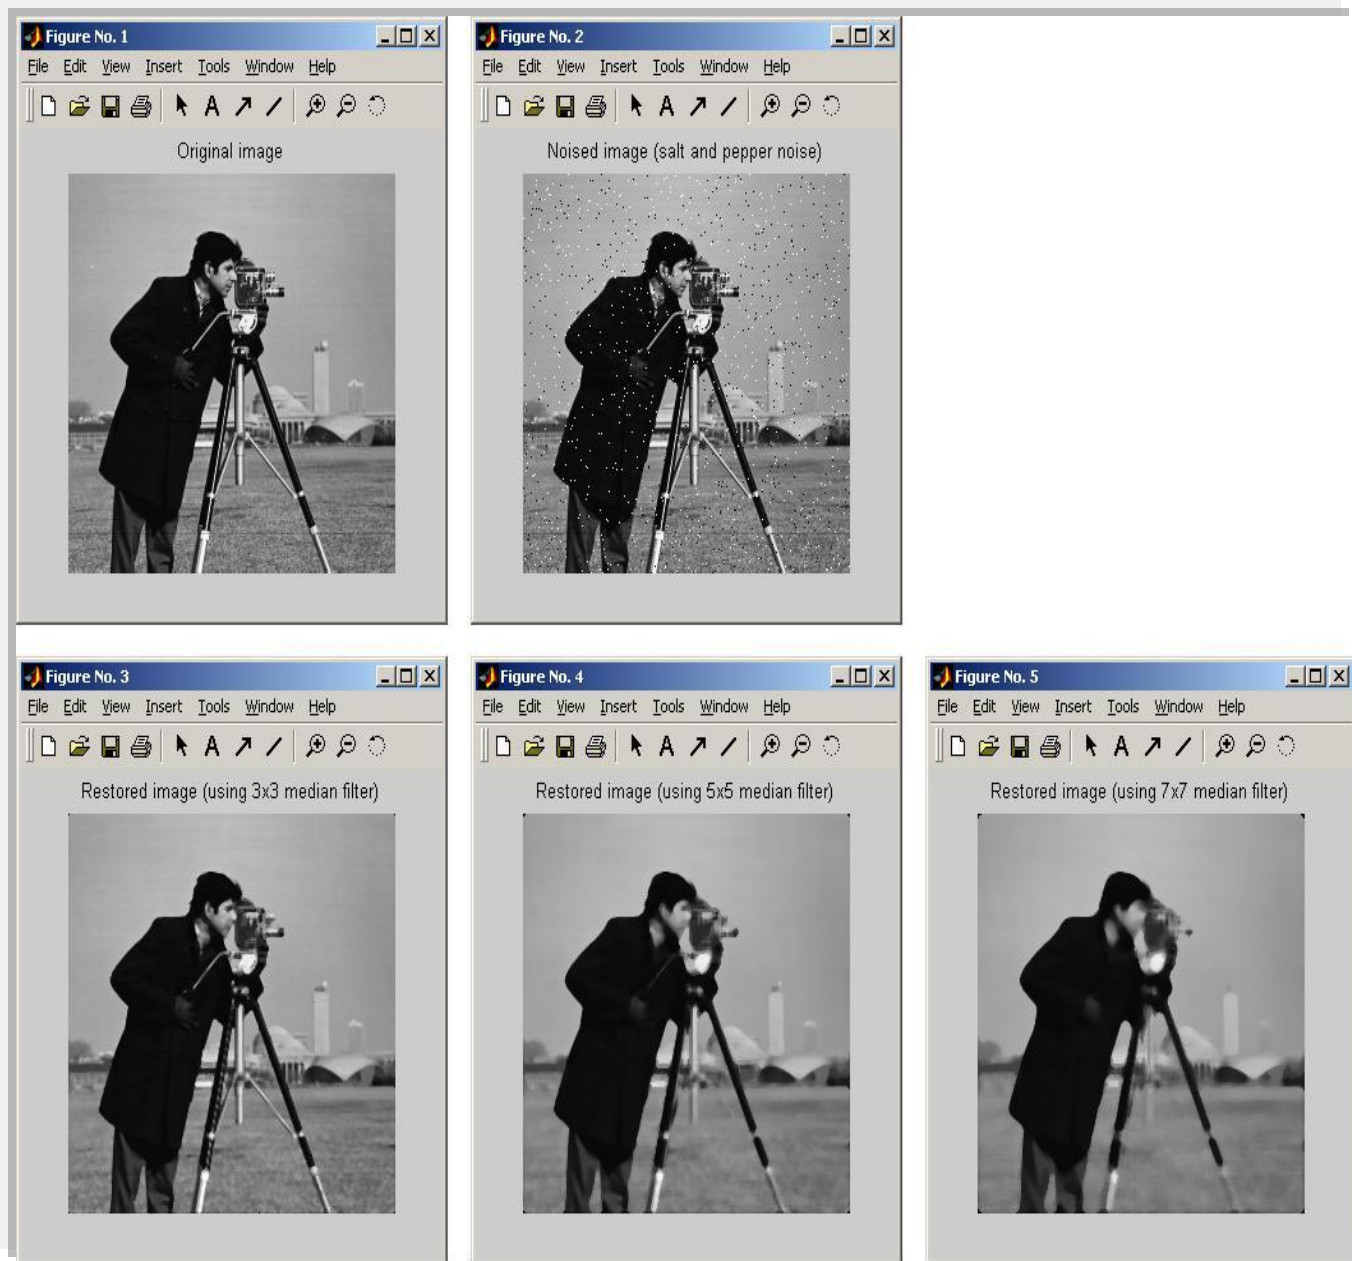 Figure No. 1
File Edit View Insert Tools Window Help
A
Original image
Figure No. 2
File Edit View Insert Tools Window Help
A
Noised image (salt and pepper noise)
Figure No. 3
File Edit View Insert Tools Window Help
A
Restored image (using 3x3 median filter)
Figure No. 4
File Edit View Insert Tools Window Help
A
Restored image (using 5x5 median filter)
Figure No. 5
File Edit View Insert Tools Window Help
A
Restored image (using 7x7 median filter)